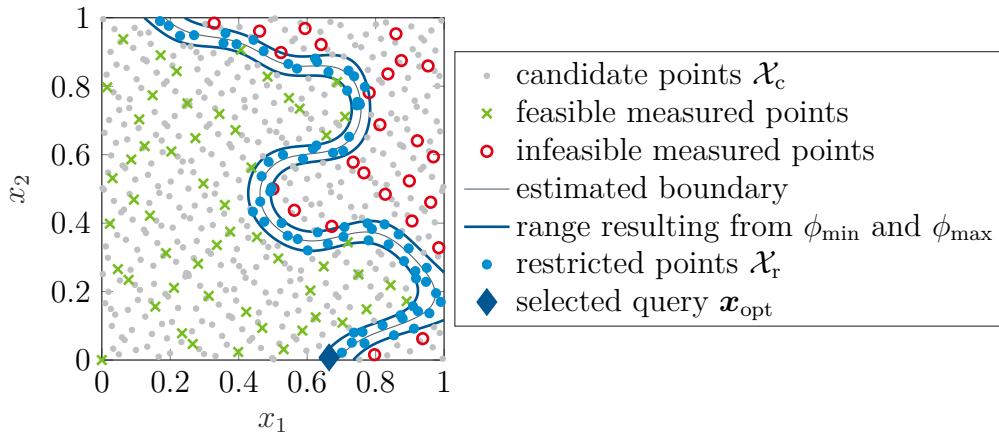 1
0.8
0.6
0.4
0.2
0
x₂
0 0.2 0.4 0.6 0.8 1
x₁
candidate points 𝒳c
feasible measured points
infeasible measured points
estimated boundary
range resulting from ϕmin and ϕmax
restricted points 𝒳r
selected query 𝒙opt